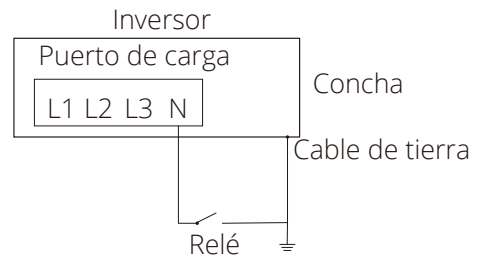 Inversor
Puerto de carga
L1 L2 L3 N
Concha
Cable de tierra
Relé